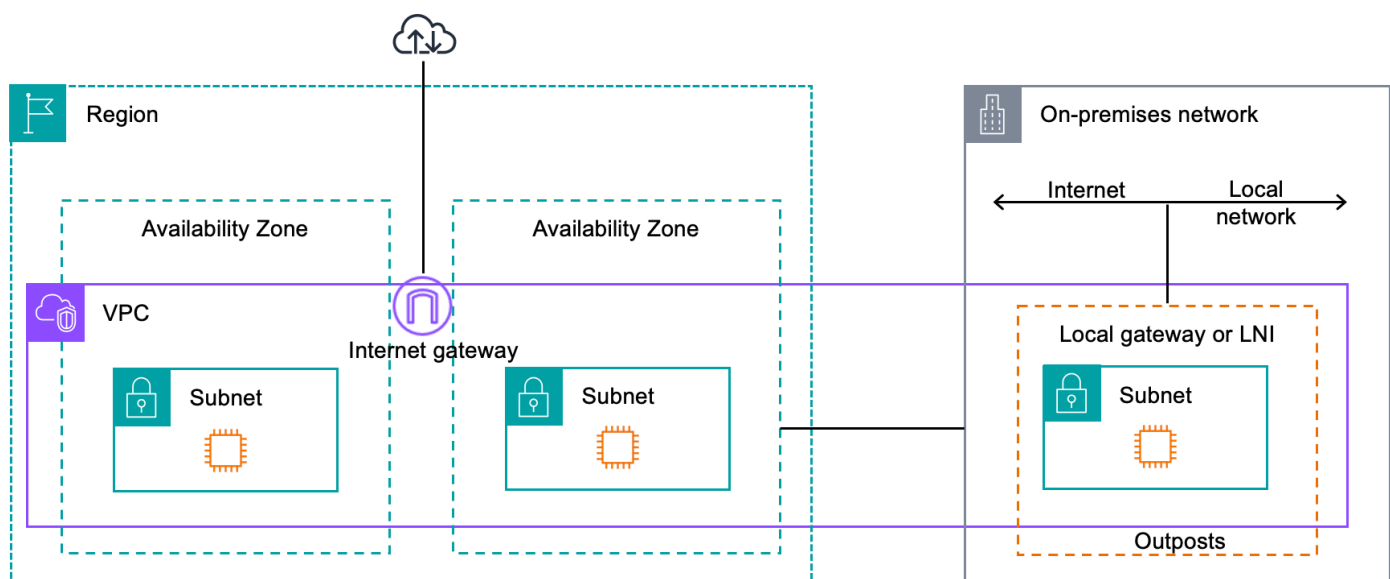 Region
On-premises network
Internet
Local
network
Availability Zone
Availability Zone
VPC
Internet gateway
Local gateway or LNI
Subnet
Subnet
Subnet
Outposts